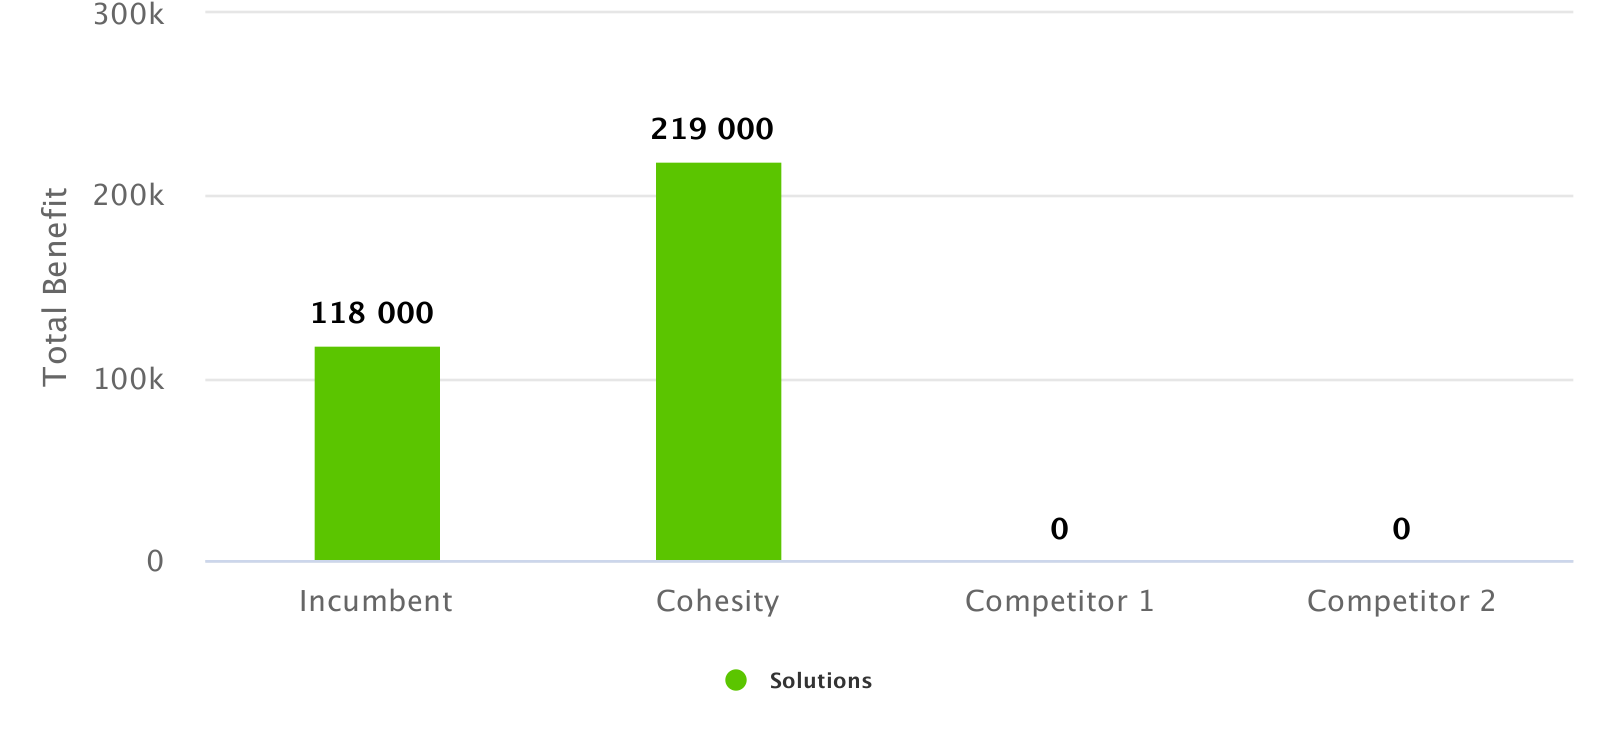 300k
200k
100k
0
Total Benefit
118 000
219 000
0
0
Incumbent
Cohesity
Competitor 1
Competitor 2
Solutions